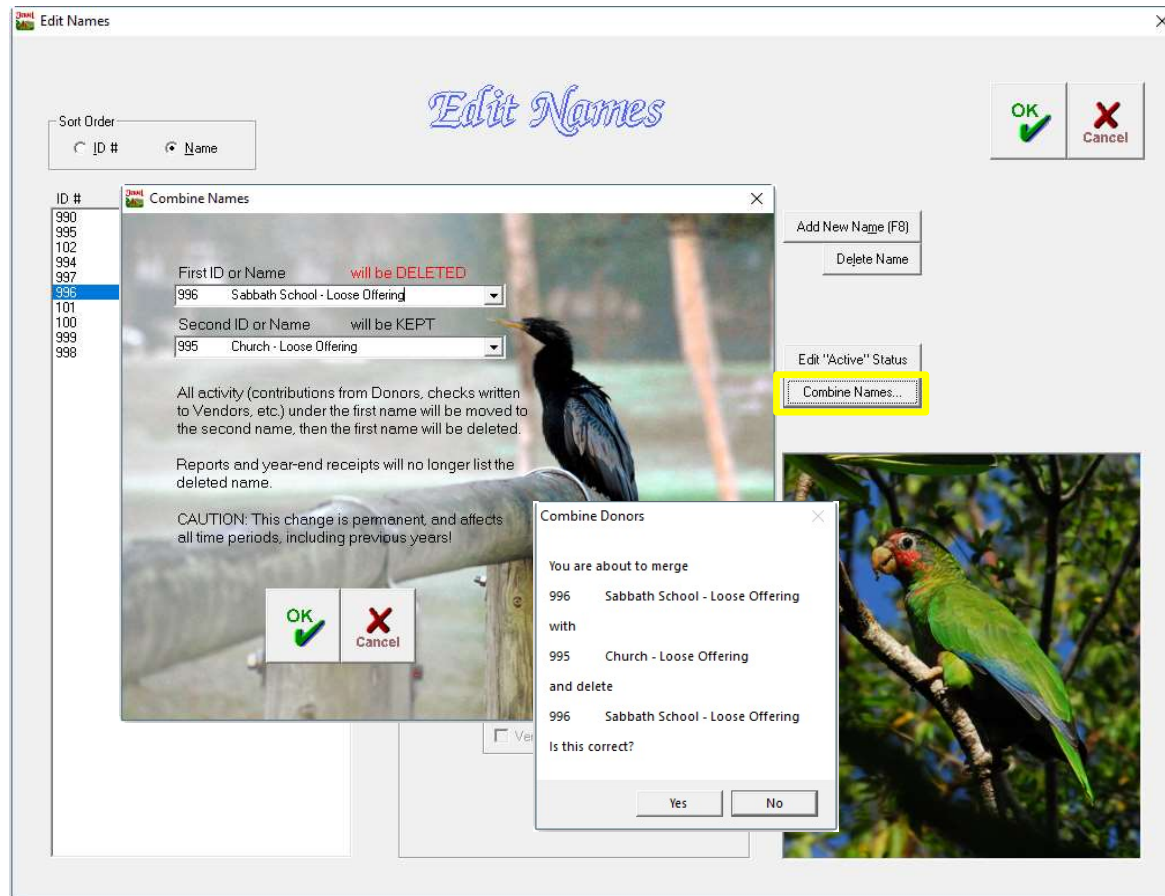 Edit Names
Edit Names
OK
Cancel
Sort Order
ID #
Name
ID #
990
995
102
994
997
996
101
100
999
998
Combine Names
First ID or Name will be DELETED
996 Sabbath School - Loose Offering
Second ID or Name will be KEPT
995 Church - Loose Offering
All activity (contributions from Donors, checks written
to Vendors, etc.) under the first name will be moved to
the second name, then the first name will be deleted.
Reports and year-end receipts will no longer list the
deleted name.
CAUTION: This change is permanent, and affects
all time periods, including previous years!
OK
Cancel
Add New Name (F8)
Delete Name
Edit "Active" Status
Combine Names...
Combine Donors
You are about to merge
996 Sabbath School - Loose Offering
with
995 Church - Loose Offering
and delete
996 Sabbath School - Loose Offering
Is this correct?
Yes
No